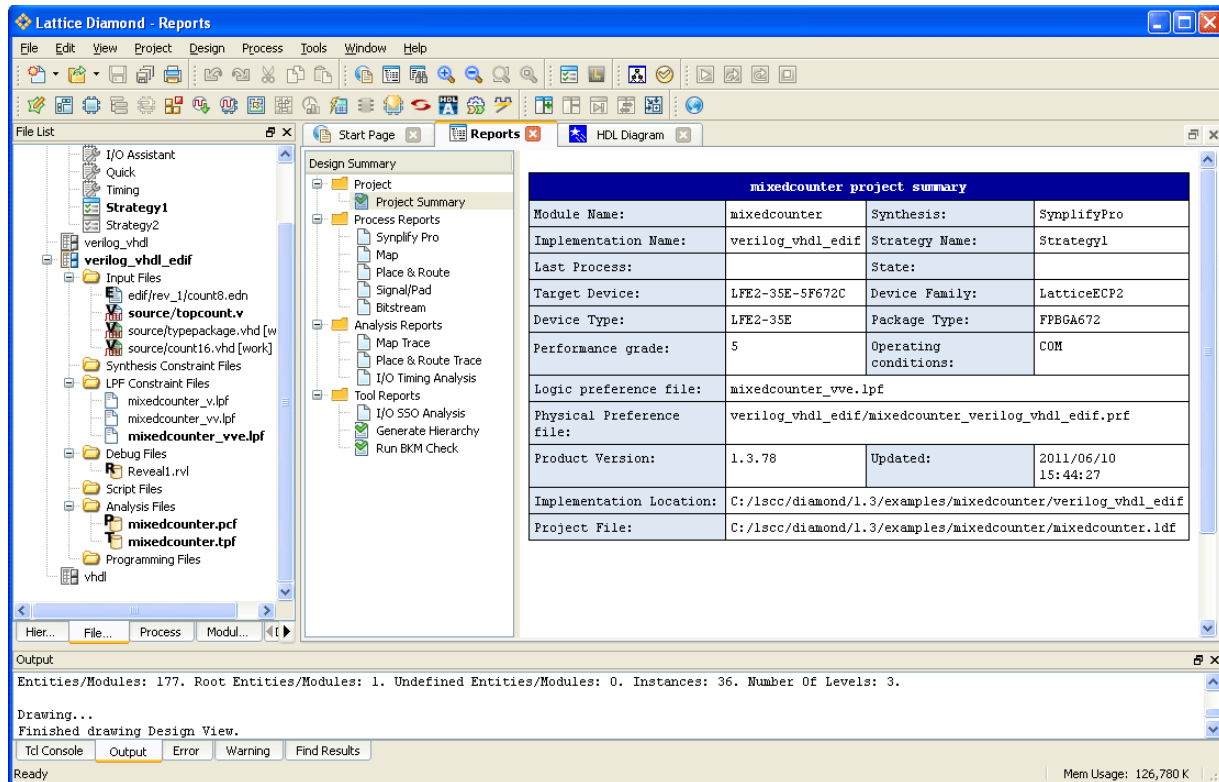 Lattice Diamond - Reports
File Edit View Project Design Process Tools Window Help
File List
I/O Assistant
Quick
Timing
Strategy1
Strategy2
verilog_vhdl
verilog_vhdl_edif
Input Files
edif/rev_1/count8.edn
source/topcount.v
source/typepackage.vhd [w
source/count16.vhd [work]
Synthesis Constraint Files
LPF Constraint Files
mixedcounter_v.lpf
mixedcounter_vv.lpf
mixedcounter_vve.lpf
Debug Files
Reveal1.rvl
Script Files
Analysis Files
mixedcounter.pcf
mixedcounter.tpf
Programming Files
vhdl
Hier... File... Process Modul...
Start Page Reports HDL Diagram
Design Summary
Project
Project Summary
Process Reports
Synplify Pro
Map
Place & Route
Signal/Pad
Bitstream
Analysis Reports
Map Trace
Place & Route Trace
I/O Timing Analysis
Tool Reports
I/O SSO Analysis
Generate Hierarchy
Run BKM Check
mixedcounter project summary
Module Name: mixedcounter Synthesis: SynplifyPro
Implementation Name: verilog_vhdl_edif Strategy Name: Strategy1
Last Process: State:
Target Device: LFE2-35E-5F672C Device Family: LatticeECP2
Device Type: LFE2-35E Package Type: FPBGA672
Performance grade: 5 Operating conditions: COM
Logic preference file: mixedcounter_vve.lpf
Physical Preference file: verilog_vhdl_edif/mixedcounter_verilog_vhdl_edif.prf
Product Version: 1.3.78 Updated: 2011/06/10 15:44:27
Implementation Location: C:/lscc/diamond/1.3/examples/mixedcounter/verilog_vhdl_edif
Project File: C:/lscc/diamond/1.3/examples/mixedcounter/mixedcounter.ldf
Output
Entities/Modules: 177. Root Entities/Modules: 1. Undefined Entities/Modules: 0. Instances: 36. Number Of Levels: 3.
Drawing...
Finished drawing Design View.
Tcl Console Output Error Warning Find Results
Ready Mem Usage: 126,780 K